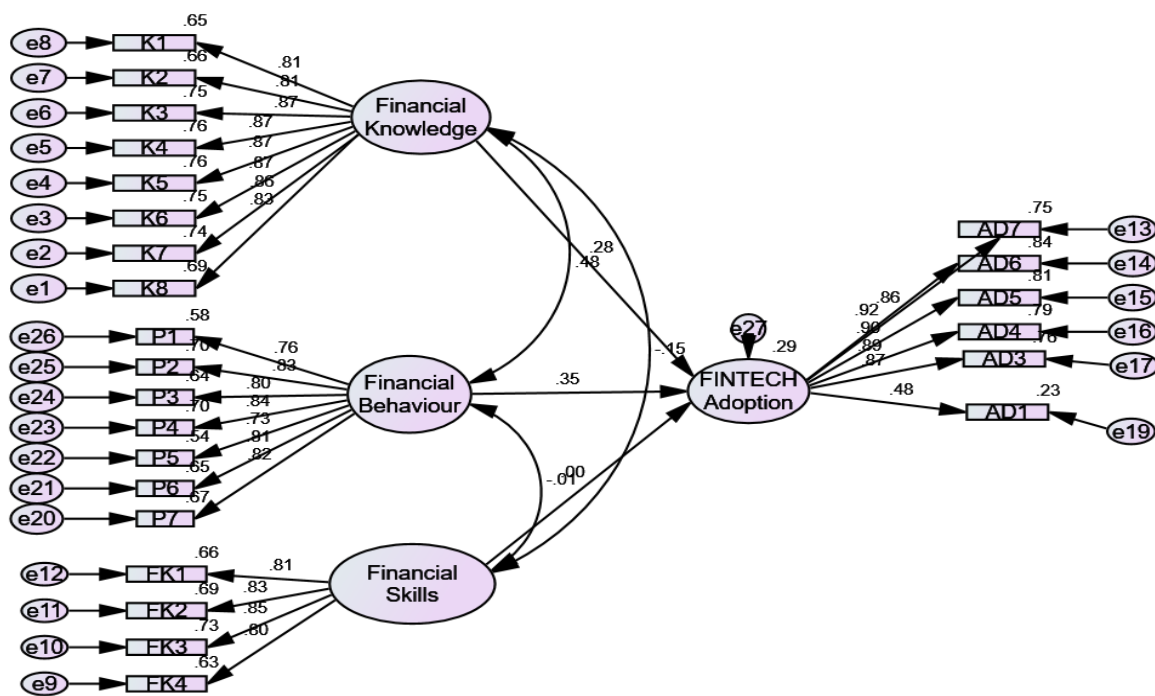 .65
e8 K1
.81
.66
e7 K2
.81
.75
e6 K3
.87
.76
e5 K4
.87
.76
e4 K5
.87
.75
e3 K6
.86
.74
e2 K7
.83
.69
e1 K8
Financial
Knowledge
.28
.48
-.15
.58
e26 P1
.76
.70
e25 P2
.83
.64
e24 P3
.80
.70
e23 P4
.84
.54
e22 P5
.73
.65
e21 P6
.81
.67
e20 P7
.82
Financial
Behaviour
.35
.00
-.01
.66
e12 FK1
.81
.69
e11 FK2
.83
.73
e10 FK3
.85
.63
e9 FK4
.80
Financial
Skills
e27
.29
FINTECH
Adoption
.75
AD7 e13
.86
.84
AD6 e14
.92
.81
AD5 e15
.90
.79
AD4 e16
.89
.76
AD3 e17
.87
.23
AD1 e19
.48